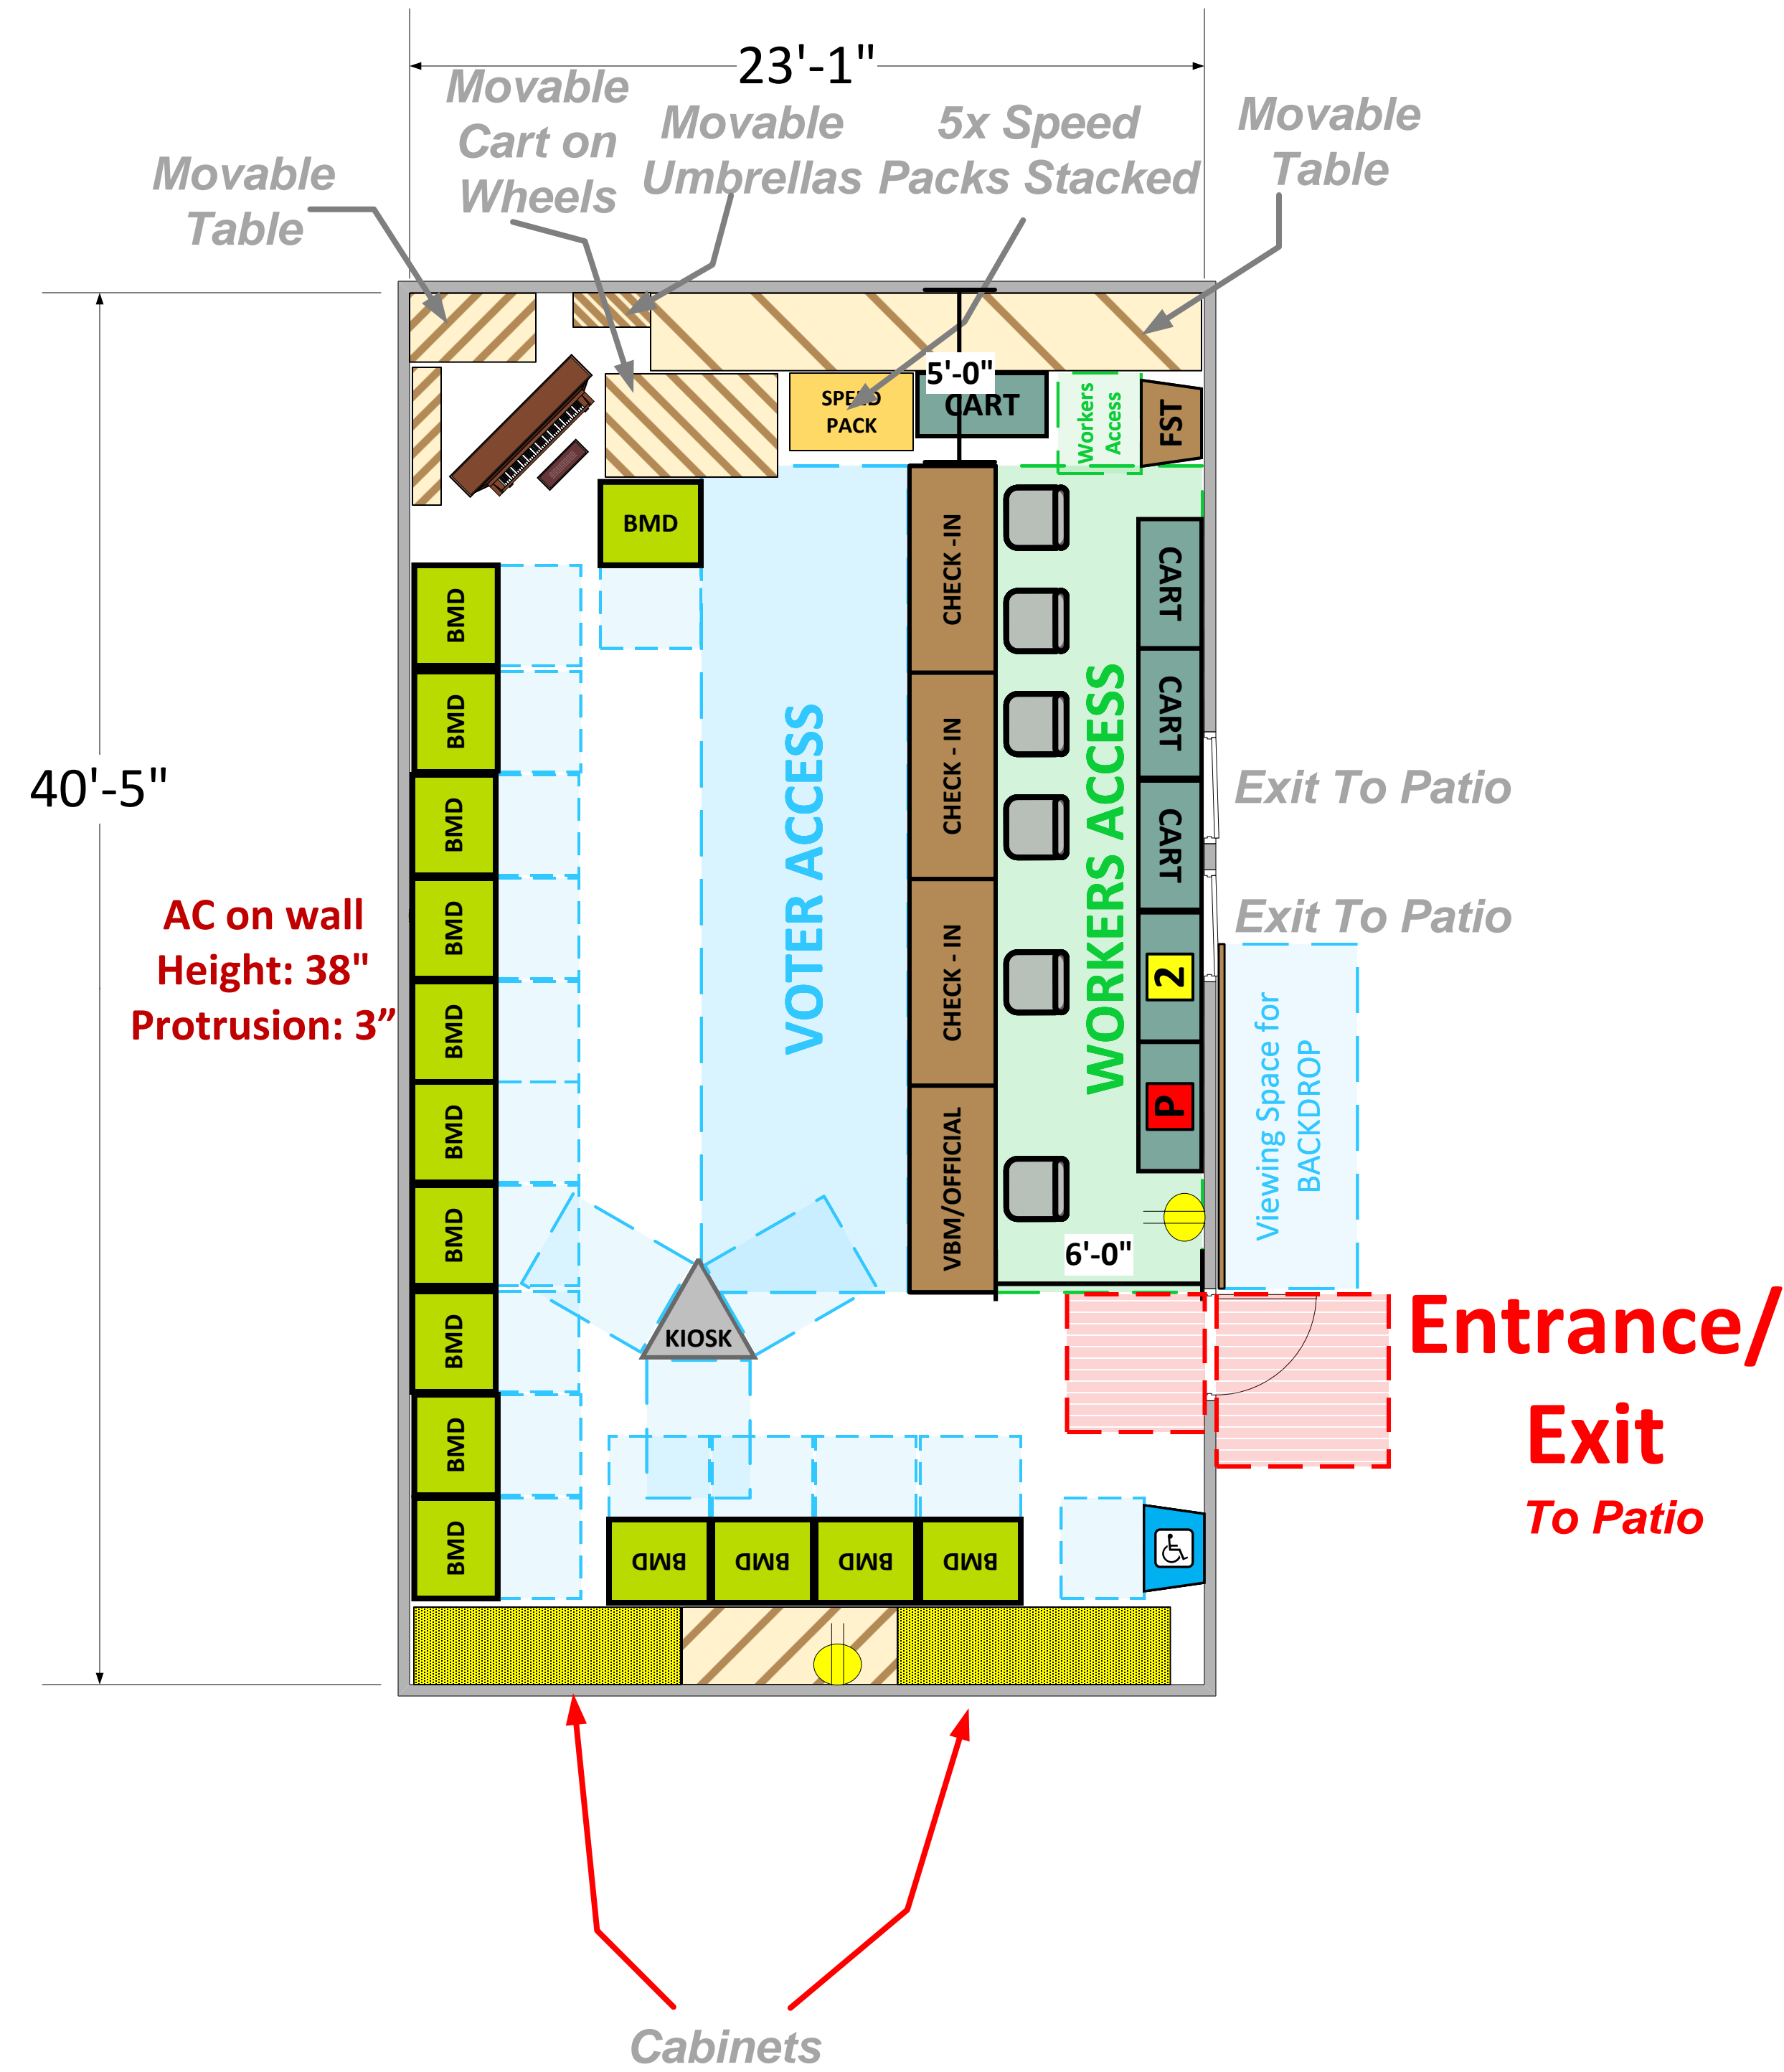 23'-1"
Movable
Cart on
Wheels
Movable
Umbrellas
5x Speed
Packs Stacked
Movable
Table
Movable
Table
5'-0"
SPEED
PACK
CART
Workers
Access
FST
BMD
BMD
BMD
BMD
BMD
BMD
BMD
BMD
BMD
BMD
BMD
VOTER ACCESS
CHECK -IN
CHECK - IN
CHECK - IN
VBM/OFFICIAL
WORKERS ACCESS
CART
CART
CART
2
P
40'-5"
AC on wall
Height: 38"
Protrusion: 3”
Exit To Patio
Exit To Patio
Viewing Space for
BACKDROP
6'-0"
KIOSK
Entrance/
Exit
To Patio
BMD
BMD
BMD
BMD
Cabinets